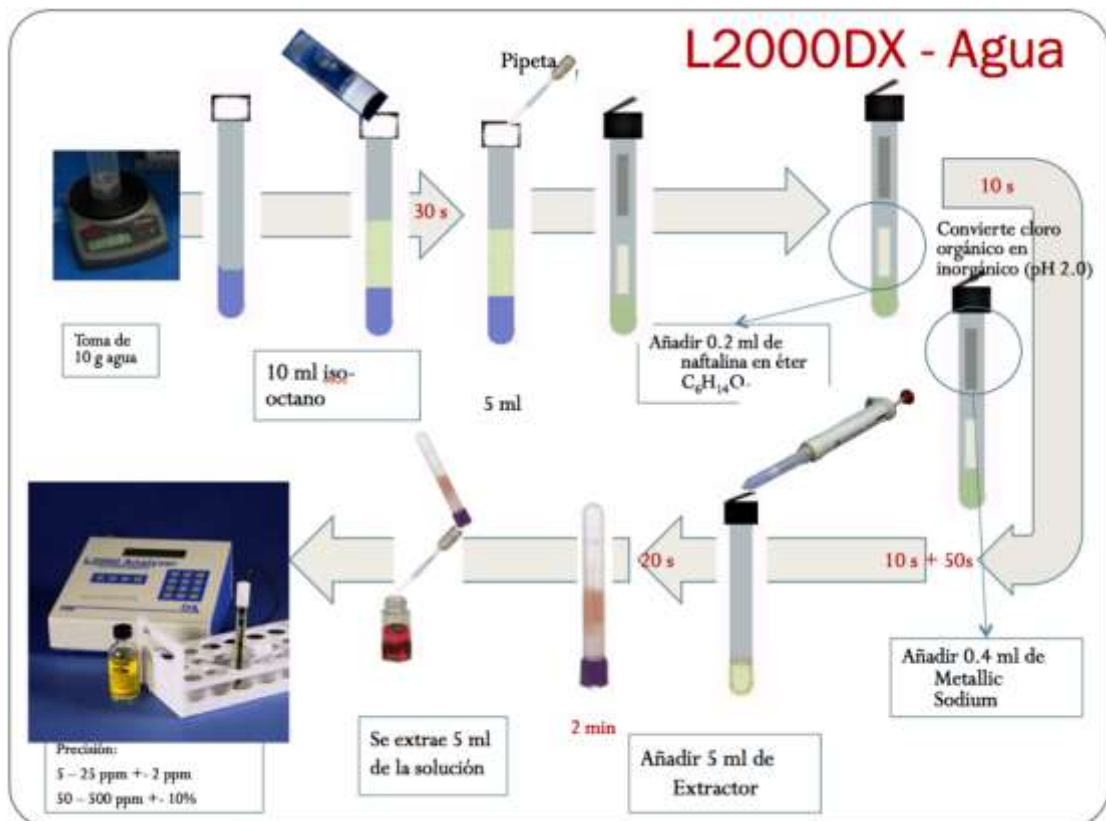 L2000DX - Agua
Pipeta
30 s
10 s
Convierte cloro
orgánico en
inorgánico (pH 2.0)
Toma de
10 g agua
10 ml iso-
octano
5 ml
Añadir 0.2 ml de
naftalina en éter
C₆H₁₄O.
10 s + 50s
20s
2 min
Añadir 0.4 ml de
Metallic
Sodium
Añadir 5 ml de
Extractor
Se extrae 5 ml
de la solución
L2000 Analyzer
Precisión:
5 – 25 ppm +- 2 ppm
50 – 500 ppm +- 10%